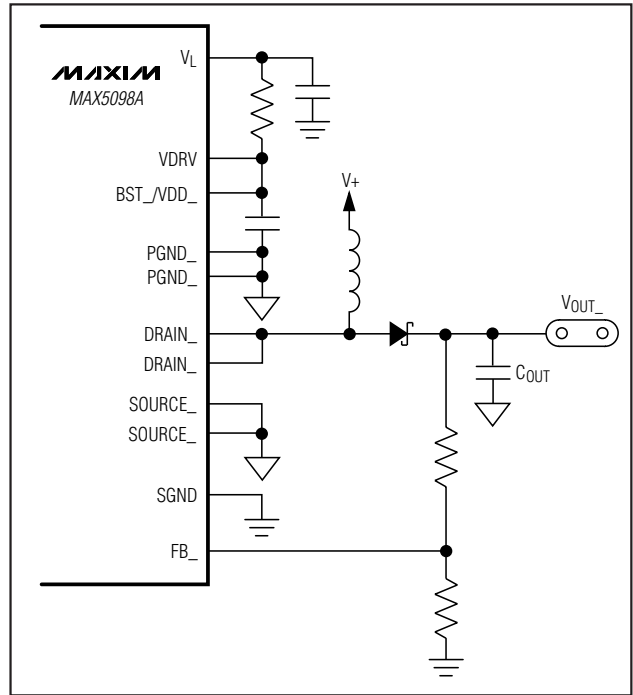 MAXIM
MAX5098A
VL
VDRV
BST_/VDD_
PGND_
PGND_
DRAIN_
DRAIN_
SOURCE_
SOURCE_
SGND
FB_
V+
VOUT_
COUT